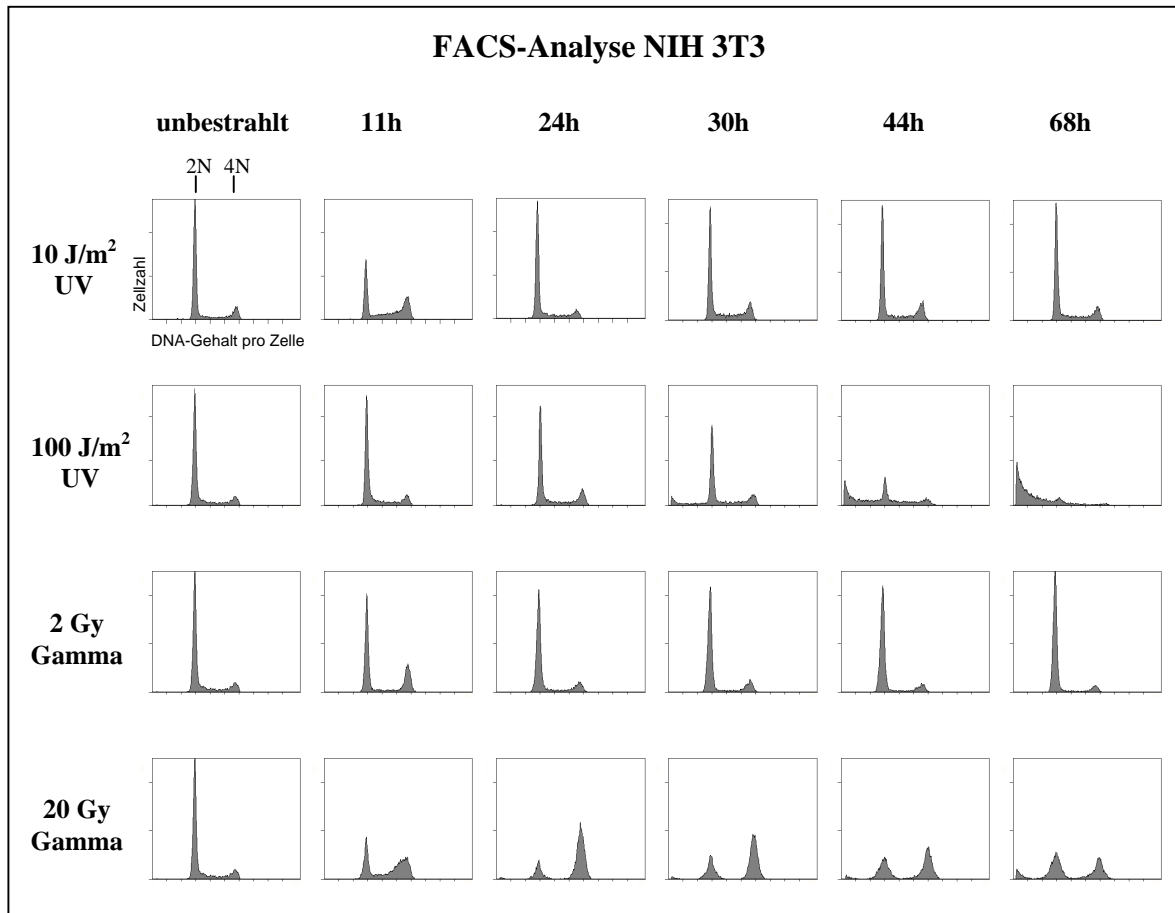 FACS-Analyse NIH 3T3
unbestrahlt 11h 24h 30h 44h 68h
2N 4N
10 J/m²
UV
Zellzahl
DNA-Gehalt pro Zelle
100 J/m²
UV
2 Gy
Gamma
20 Gy
Gamma